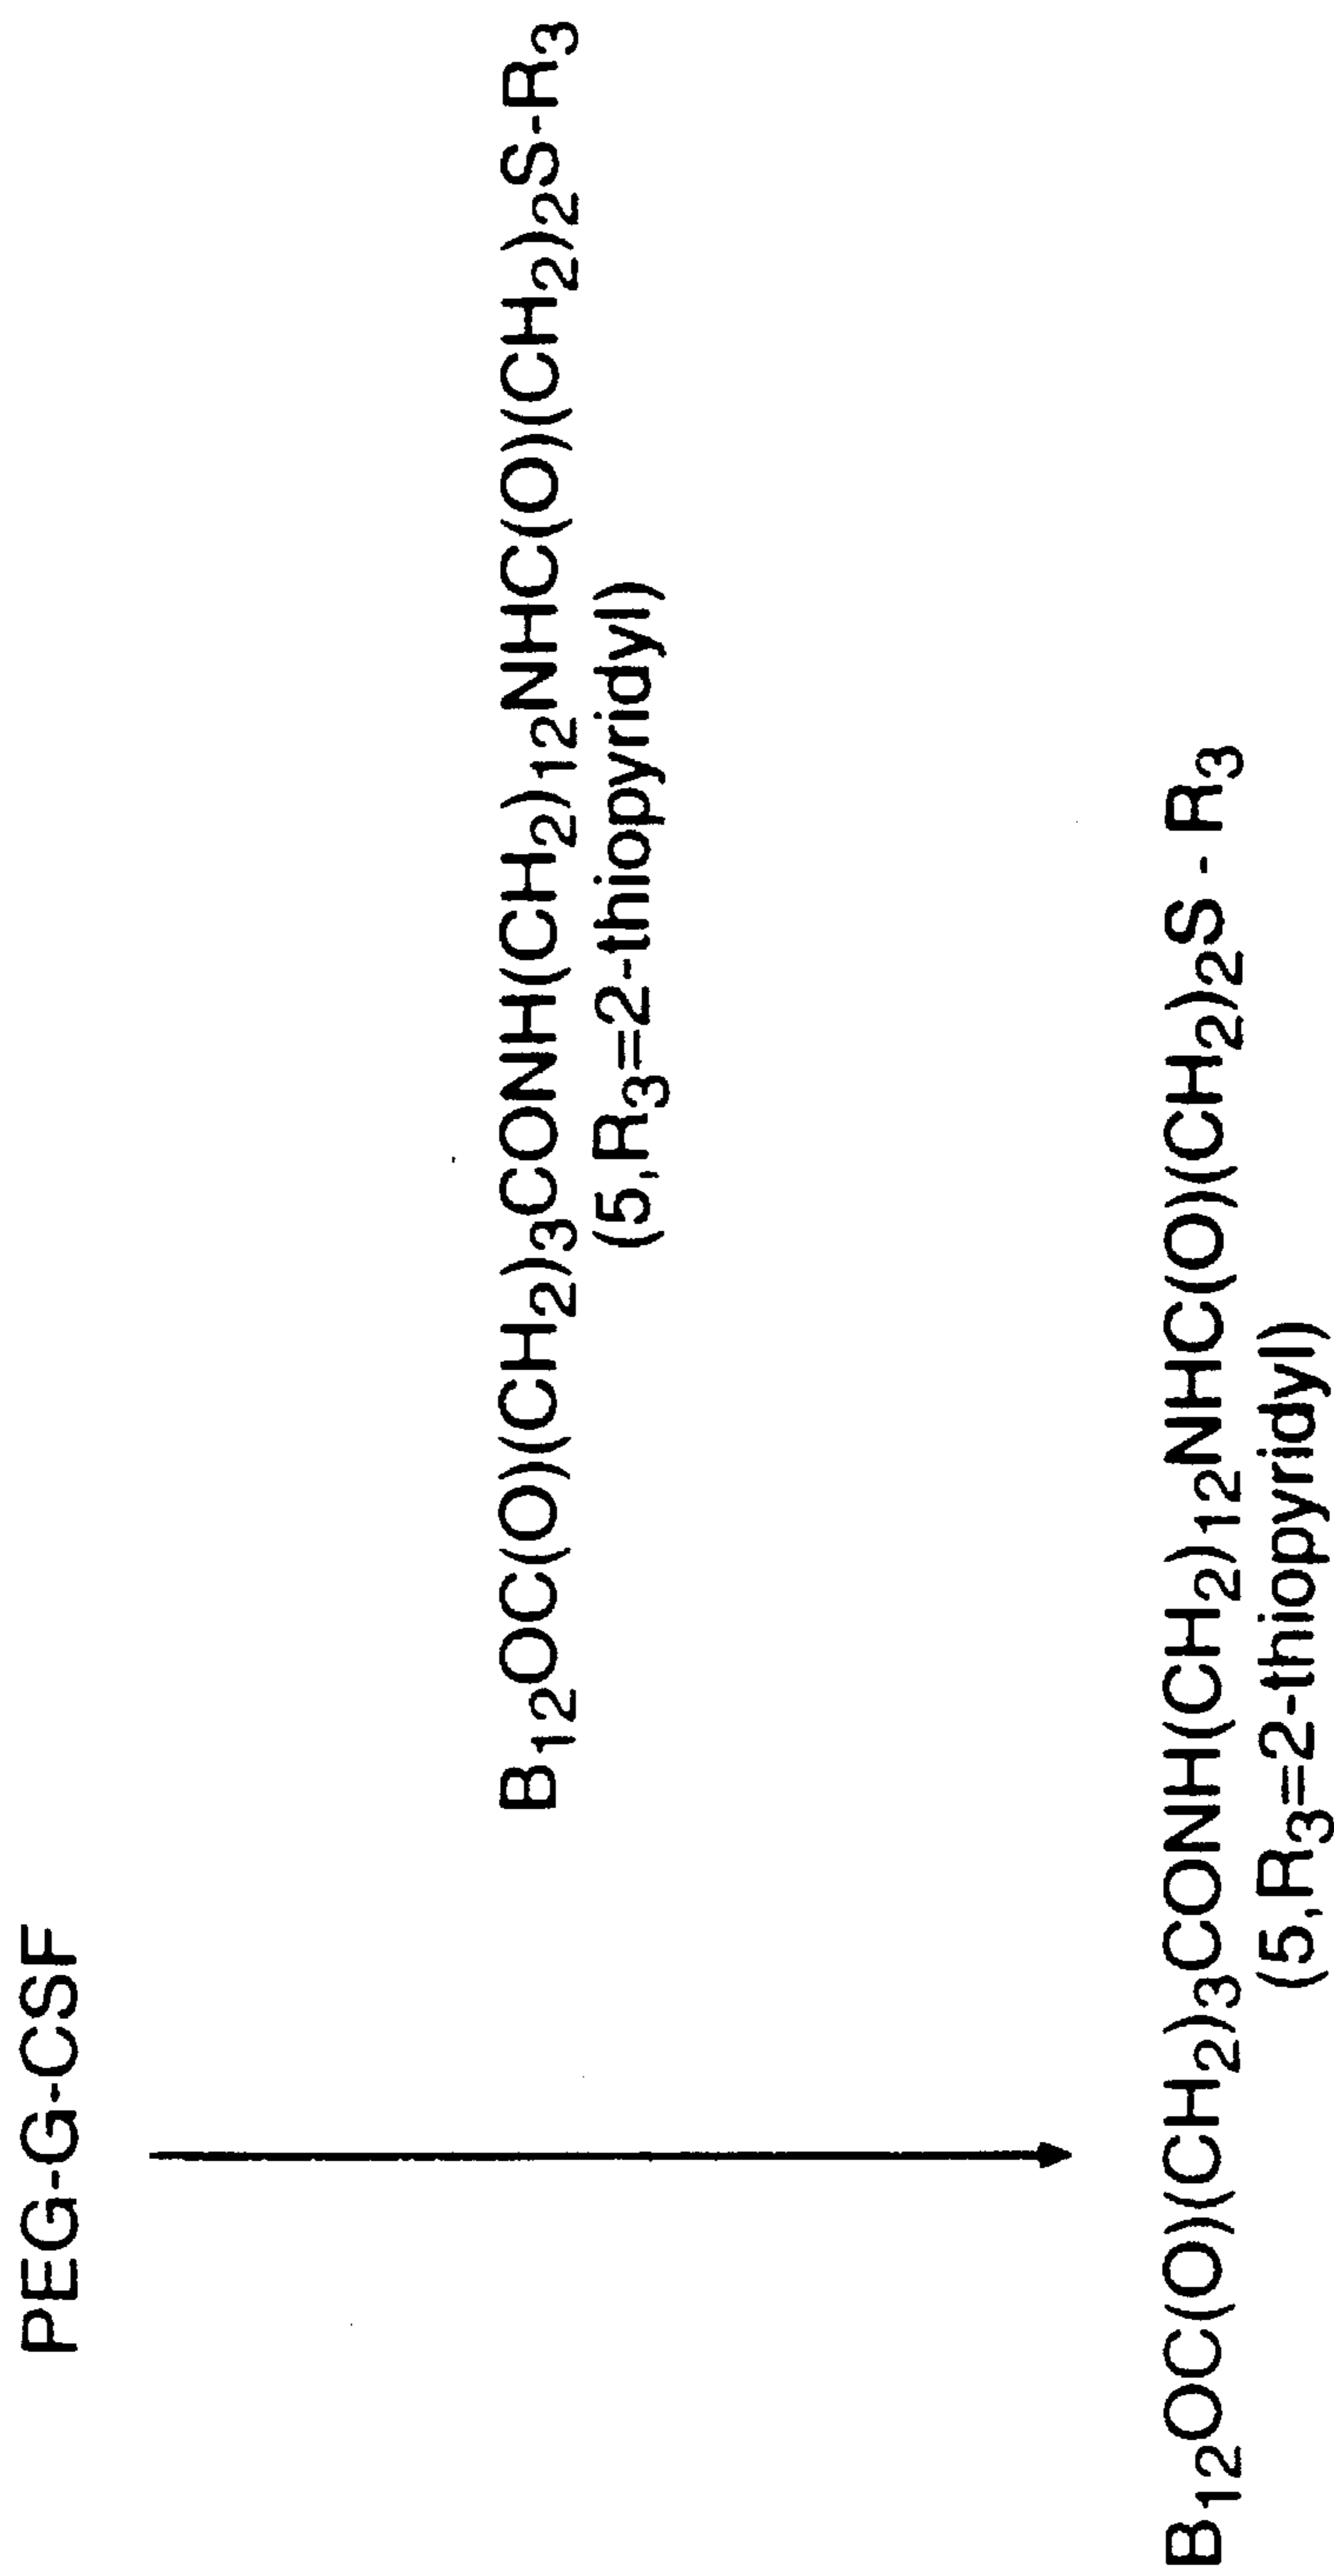 PEG-G-CSF
B₁₂OC(O)(CH₂)₃CONH(CH₂)₁₂NHC(O)(CH₂)₂S-R₃
(5,R₃=2-thiopyridyl)
B₁₂OC(O)(CH₂)₃CONH(CH₂)₁₂NHC(O)(CH₂)₂S - R₃
(5,R₃=2-thiopyridyl)